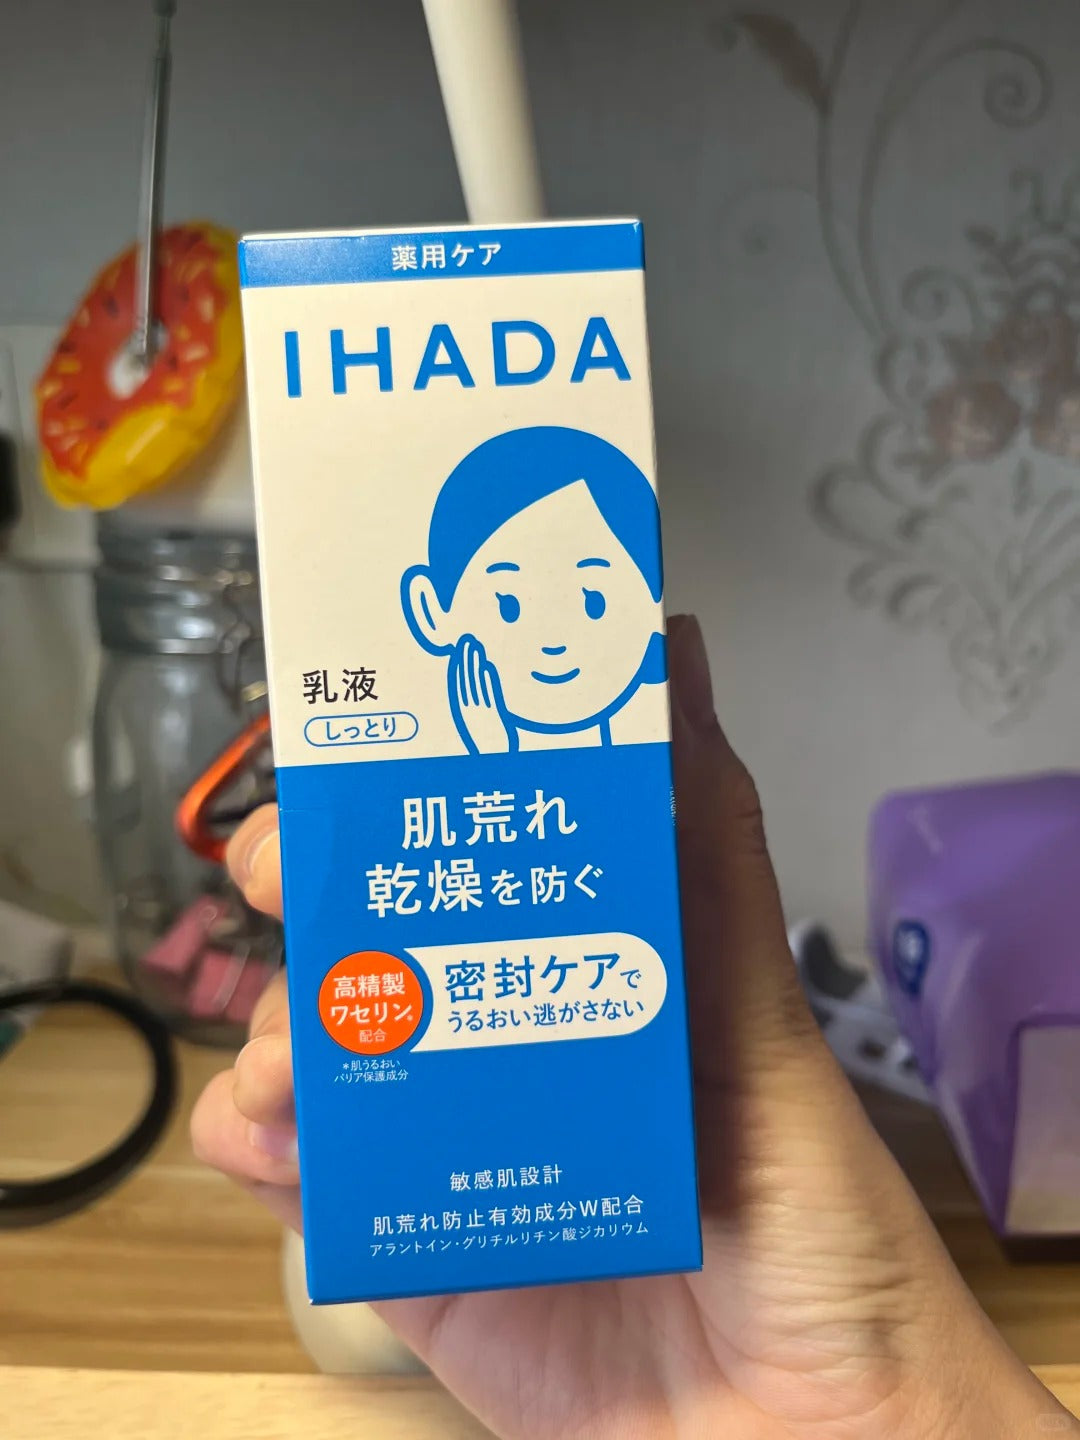 薬用ケア
IHADA
乳液
しっとり
肌荒れ
乾燥を防ぐ
高精製
ワセリン*
配合
密封ケアで
うるおい逃がさない
*肌うるおい
バリア保護成分
敏感肌設計
肌荒れ防止有効成分W配合
アラントイン・グリチルリチン酸ジカリウム